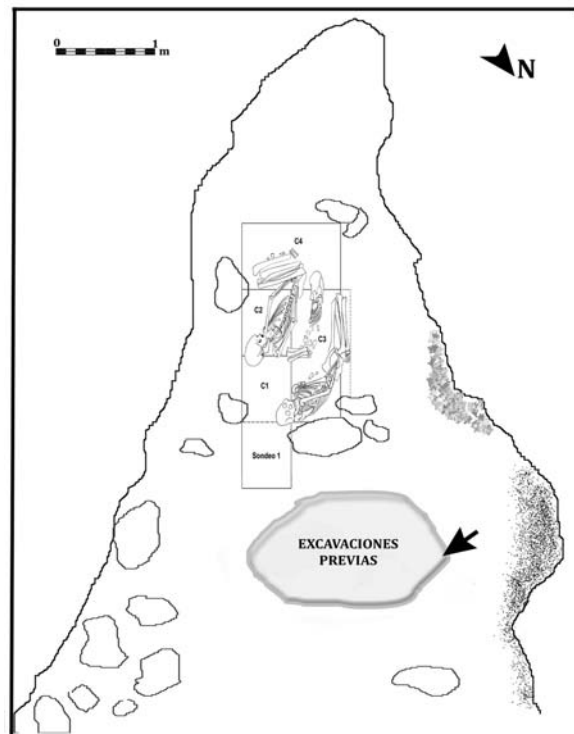 0 1
m
N
C4
C2
C3
C1
Sondeo 1
EXCAVACIONES
PREVIAS